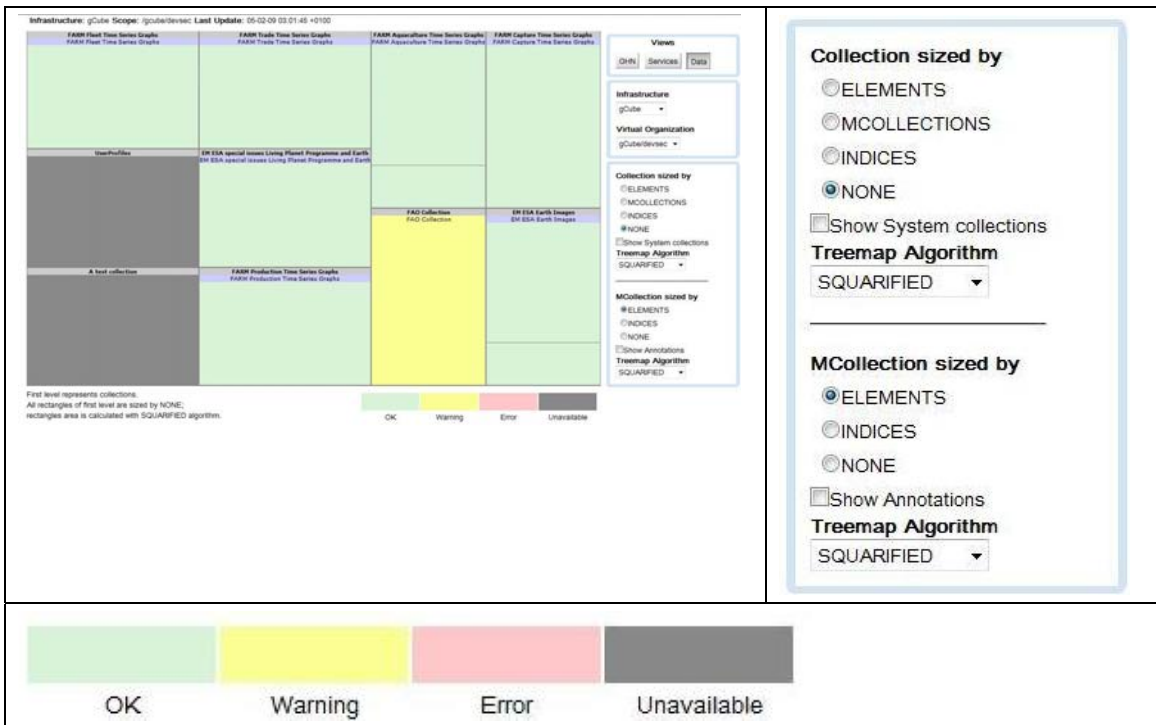 Infrastructure: gCube Scope: /gcube/devsec Last Update: 05-02-09 03:01:45 +0100
FARM Fleet Time Series Graphs
FARM Fleet Time Series Graphs
FARM Trade Time Series Graphs
FARM Trade Time Series Graphs
FARM Aquaculture Time Series Graphs
FARM Aquaculture Time Series Graphs
FARM Capture Time Series Graphs
FARM Capture Time Series Graphs
UserProfiles
EM ESA special issues Living Planet Programme and Earth
EM ESA special issues Living Planet Programme and Earth
FAO Collection
FAO Collection
EM ESA Earth Images
EM ESA Earth Images
A test collection
FARM Production Time Series Graphs
FARM Production Time Series Graphs
First level represents collections.
All rectangles of first level are sized by NONE;
rectangles area is calculated with SQUARIFIED algorithm.
OK Warning Error Unavailable
Views
GHN Services Data
Infrastructure
gCube
Virtual Organization
gCube/devsec
Collection sized by
ELEMENTS
MCOLLECTIONS
INDICES
NONE
Show System collections
Treemap Algorithm
SQUARIFIED
MCollection sized by
ELEMENTS
INDICES
NONE
Show Annotations
Treemap Algorithm
SQUARIFIED
Collection sized by
ELEMENTS
MCOLLECTIONS
INDICES
NONE
Show System collections
Treemap Algorithm
SQUARIFIED
MCollection sized by
ELEMENTS
INDICES
NONE
Show Annotations
Treemap Algorithm
SQUARIFIED
OK Warning Error Unavailable